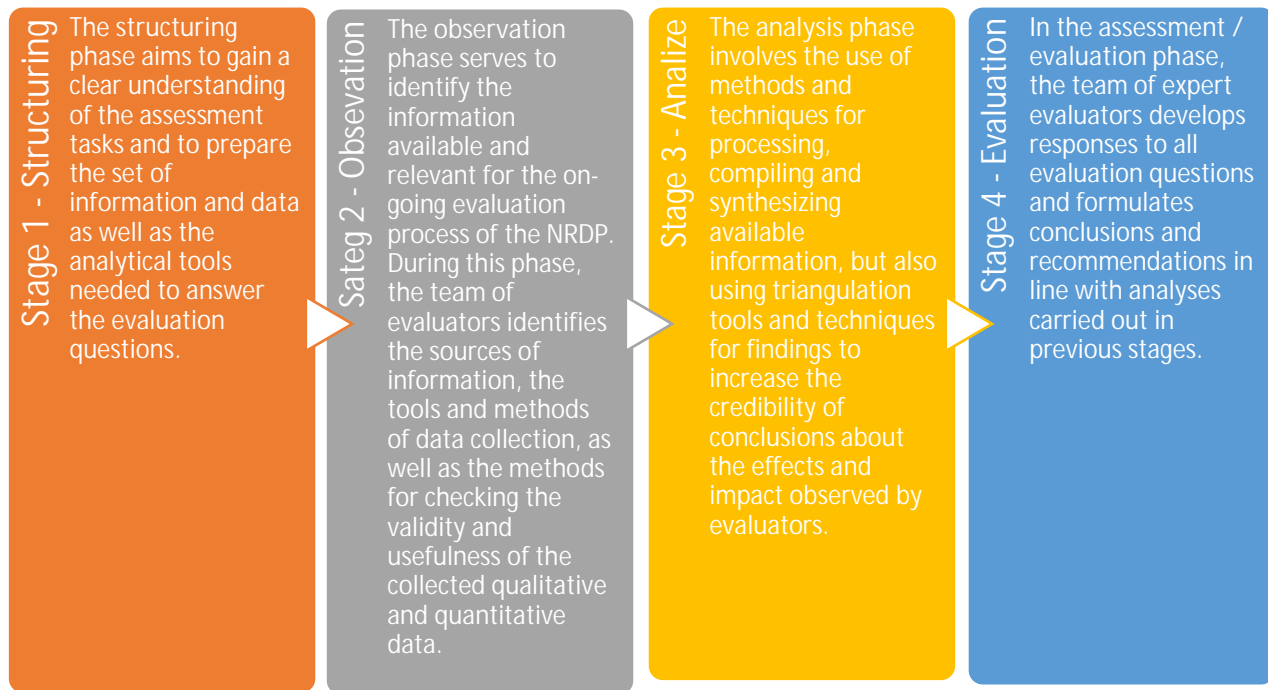 Stage 1 - Structuring
The structuring
phase aims to gain a
clear understanding
of the assessment
tasks and to prepare
the set of
information and data
as well as the
analytical tools
needed to answer
the evaluation
questions.
Sateg 2 - Obsevation
The observation
phase serves to
identify the
information
available and
relevant for the on-
going evaluation
process of the NRDP.
During this phase,
the team of
evaluators identifies
the sources of
information, the
tools and methods
of data collection, as
well as the methods
for checking the
validity and
usefulness of the
collected qualitative
and quantitative
data.
Stage 3 - Analize
The analysis phase
involves the use of
methods and
techniques for
processing,
compiling and
synthesizing
available
information, but also
using triangulation
tools and techniques
for findings to
increase the
credibility of
conclusions about
the effects and
impact observed by
evaluators.
Stage 4 - Evaluation
In the assessment /
evaluation phase,
the team of expert
evaluators develops
responses to all
evaluation questions
and formulates
conclusions and
recommendations in
line with analyses
carried out in
previous stages.